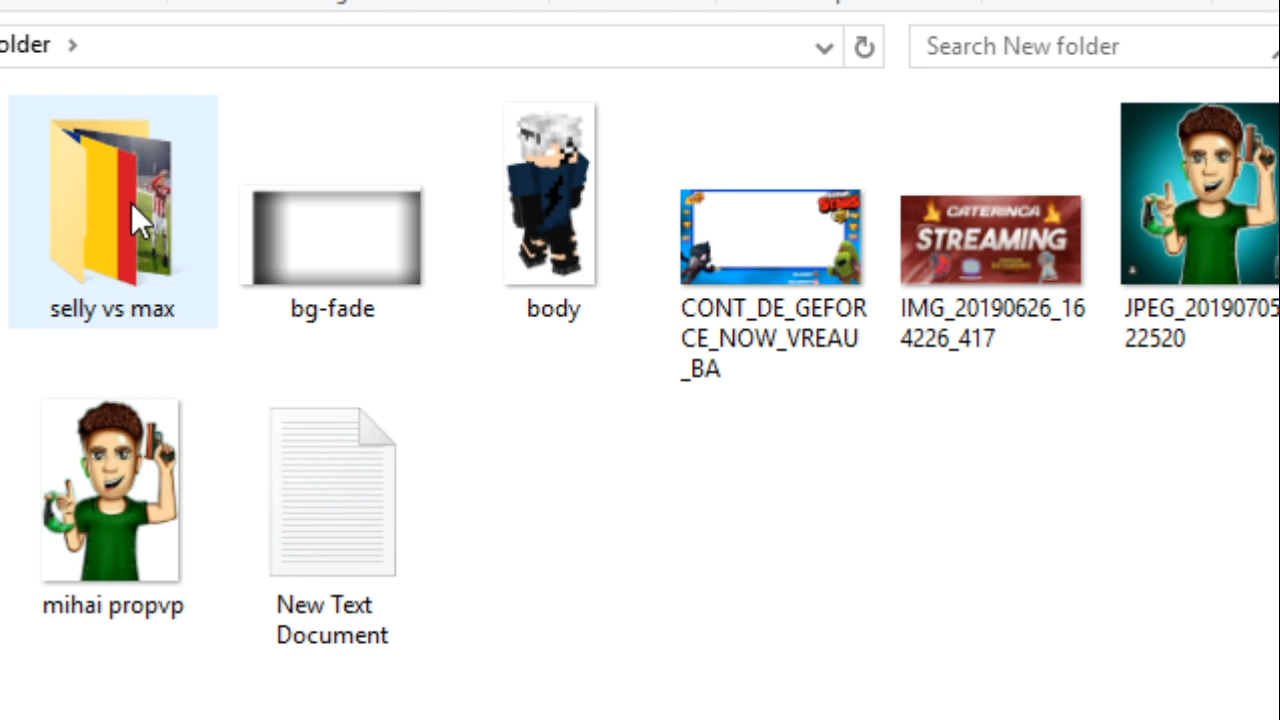 older >
Search New folder
selly vs max
bg-fade
body
CONT_DE_GEFOR
CE_NOW_VREAU
_BA
IMG_20190626_16
4226_417
JPEG_20190705
22520
CATERINCA
STREAMING
STARS
mihai propvp
New Text
Document